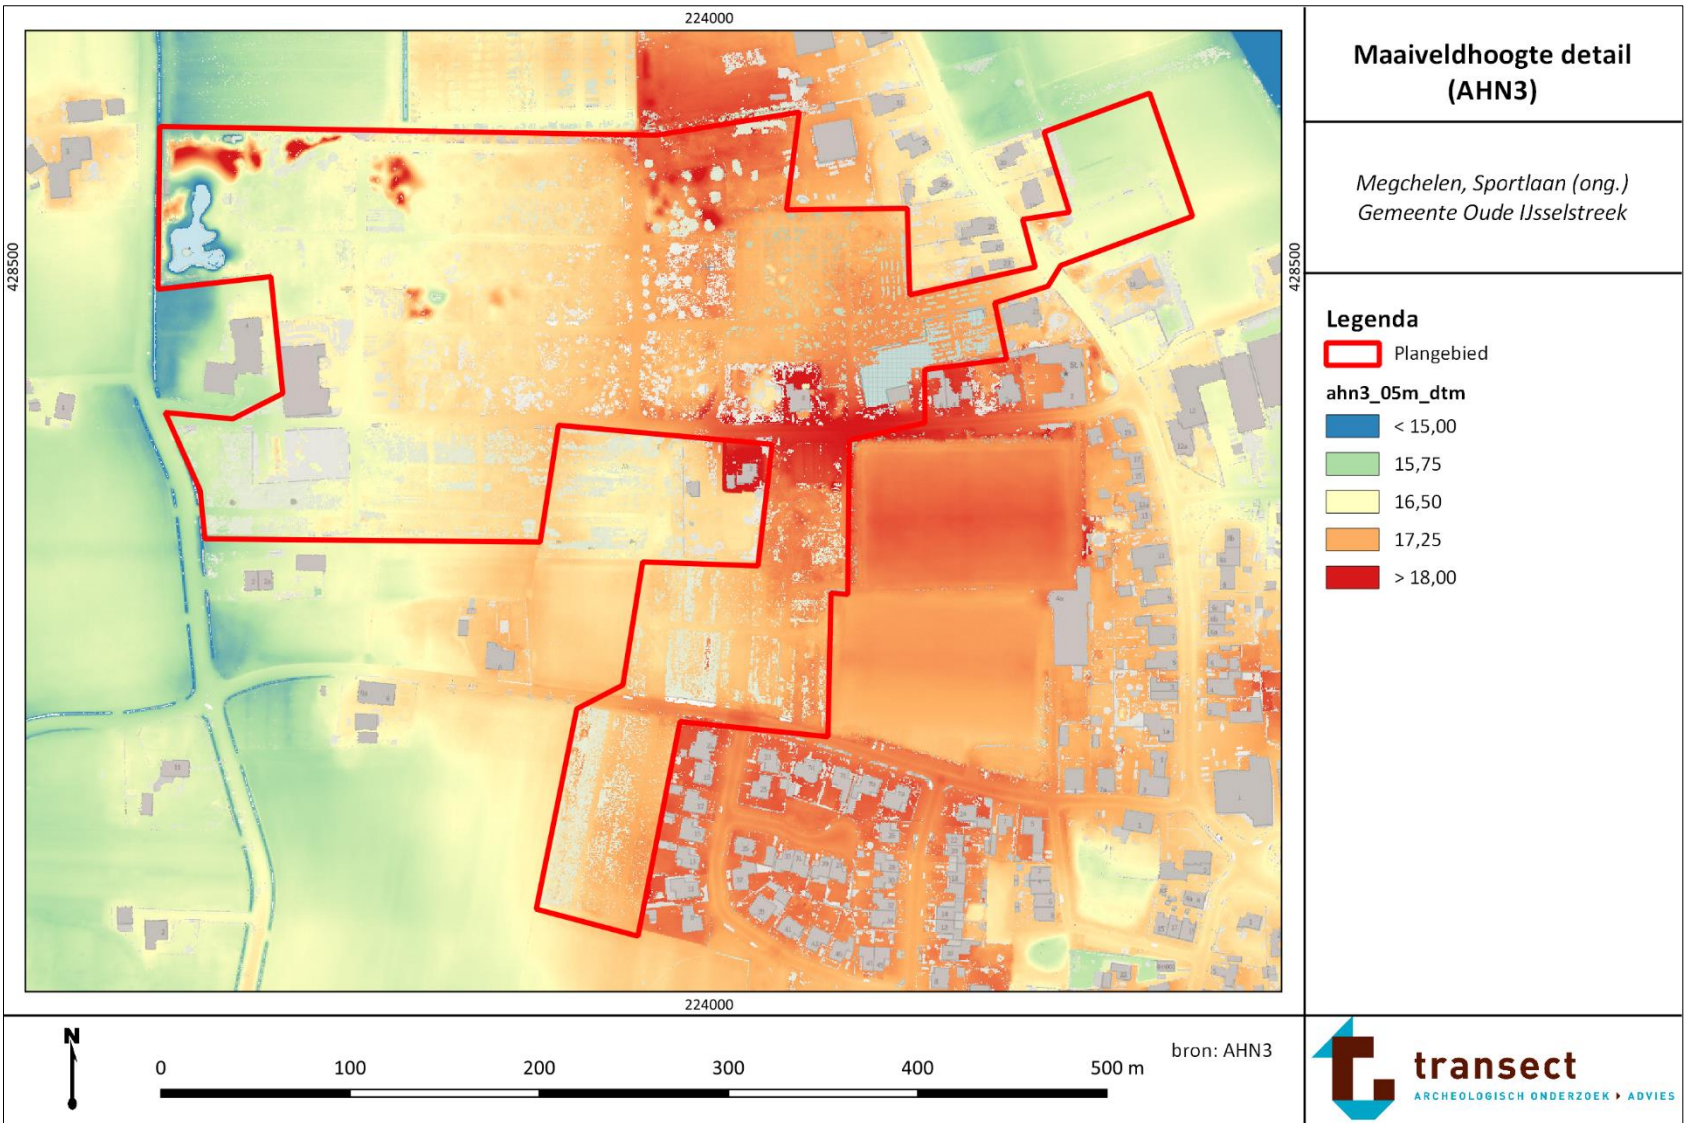 224000
428500
428500
224000
Maaiveldhoogte detail
(AHN3)
Megchelen, Sportlaan (ong.)
Gemeente Oude IJsselstreek
Legenda
Plangebied
ahn3_05m_dtm
< 15,00
15,75
16,50
17,25
> 18,00
N
0 100 200 300 400 500 m
bron: AHN3
transect
ARCHEOLOGISCH ONDERZOEK ▸ ADVIES